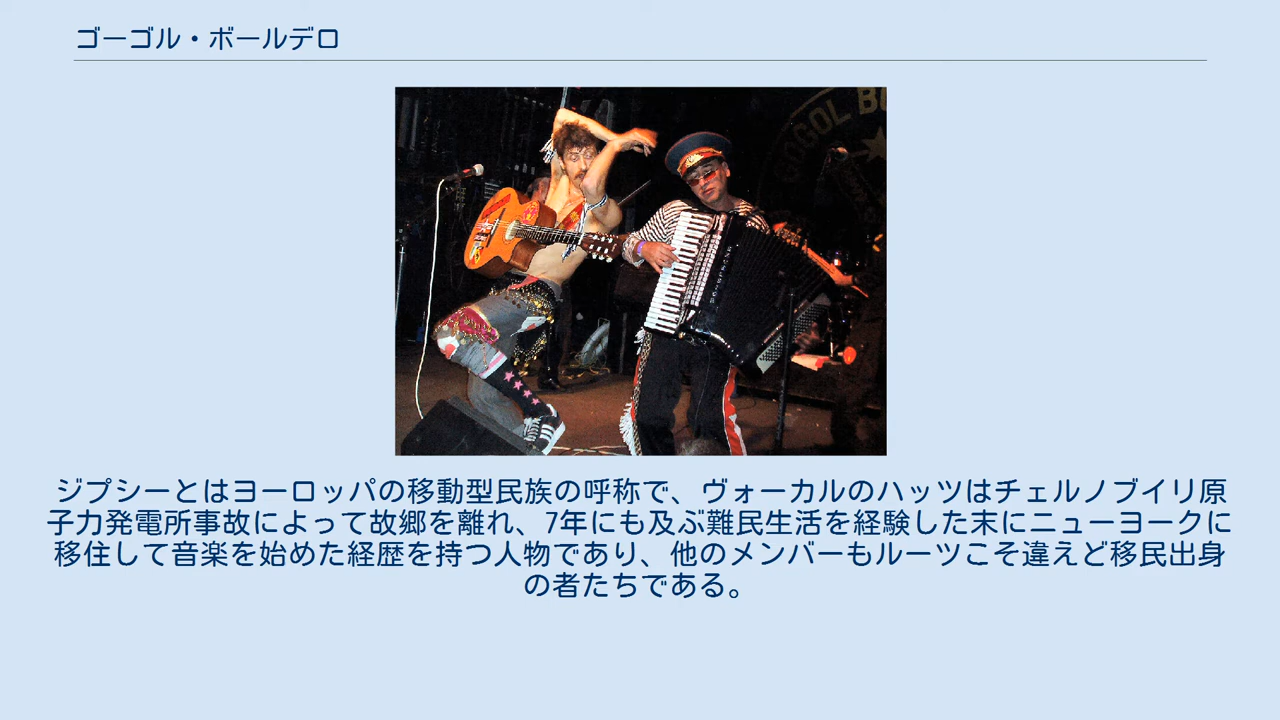 ゴーゴル・ボールデロ
GOGOL BO
ジプシーとはヨーロッパの移動型民族の呼称で、ヴォーカルのハッツはチェルノブイリ原
子力発電所事故によって故郷を離れ、7年にも及ぶ難民生活を経験した末にニューヨークに
移住して音楽を始めた経歴を持つ人物であり、他のメンバーもルーツこそ違えど移民出身
の者たちである。